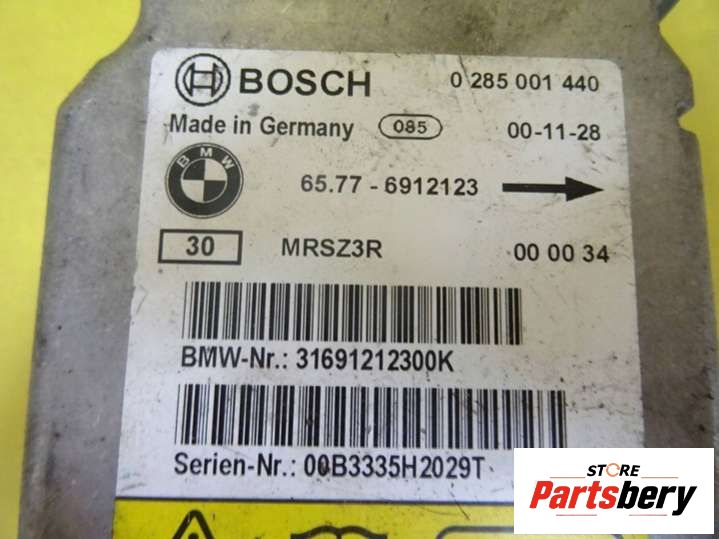 BOSCH 0 285 001 440
Made in Germany 085 00-11-28
BMW 65.77 - 6912123
30 MRSZ3R 00 00 34
BMW-Nr.: 31691212300K
Serien-Nr.: 00B3335H2029T
STORE
Partsbery